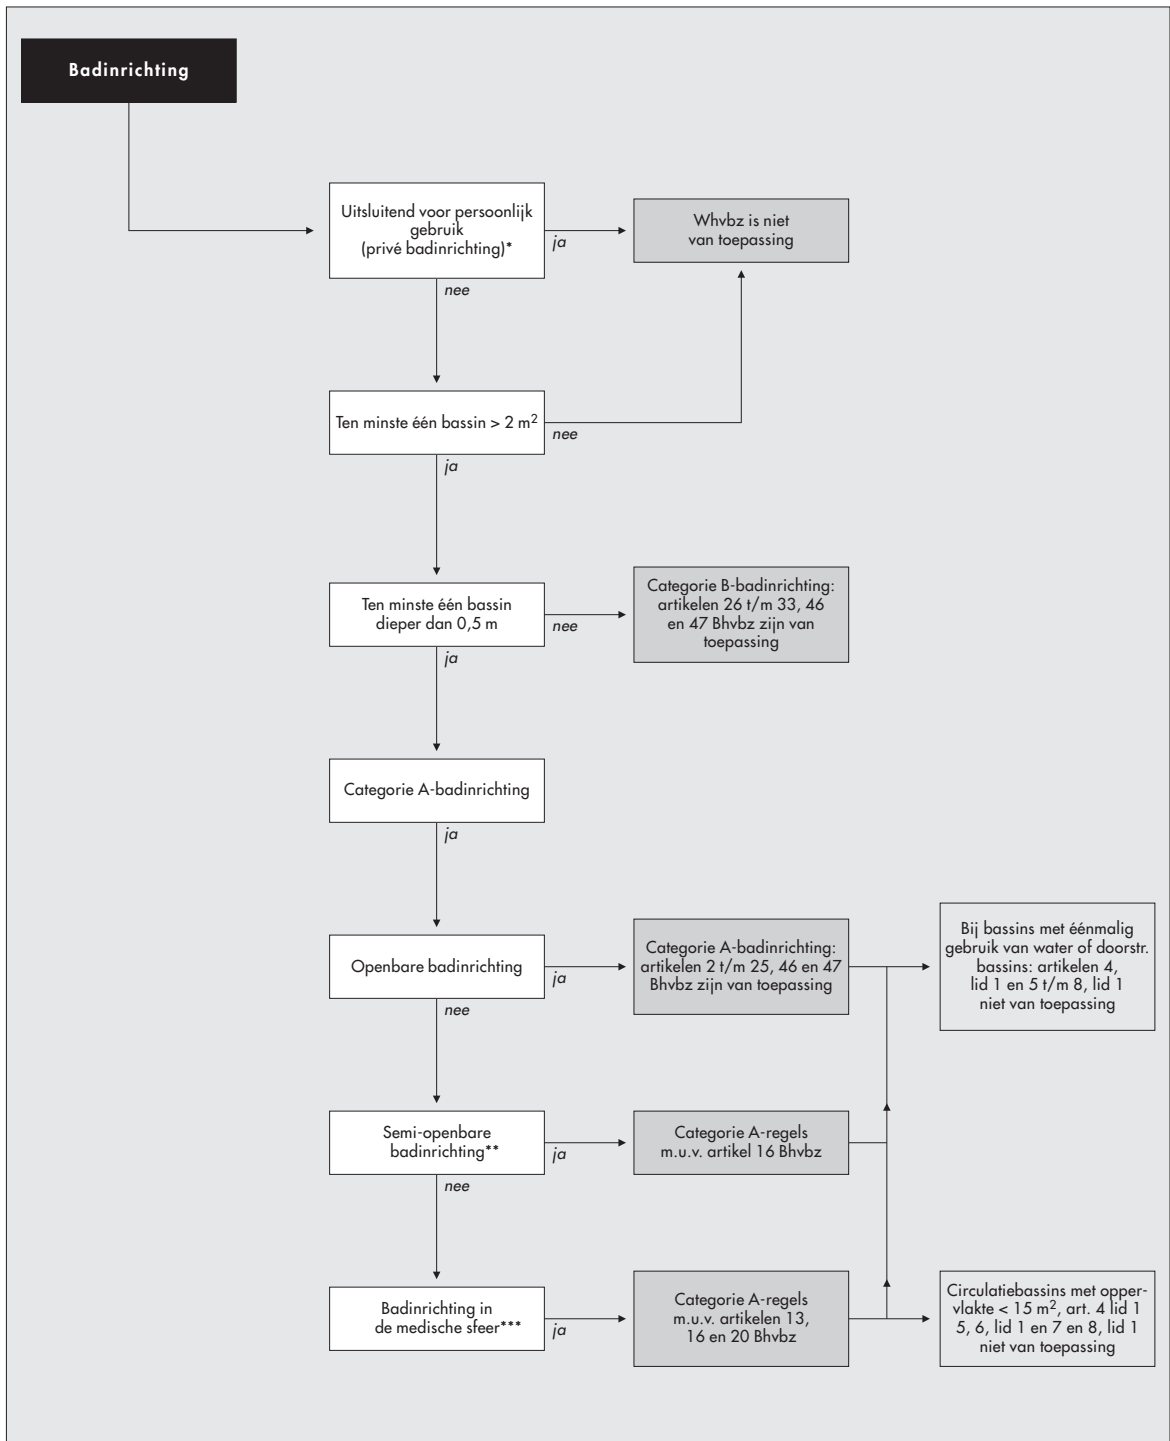 Badinrichting
Uitsluitend voor persoonlijk
gebruik
(privé badinrichting)*
ja
Whvbz is niet
van toepassing
nee
Ten minste één bassin > 2 m²
nee
ja
Ten minste één bassin
dieper dan 0,5 m
nee
Categorie B-badinrichting:
artikelen 26 t/m 33, 46
en 47 Bhvbz zijn van
toepassing
ja
Categorie A-badinrichting
ja
Openbare badinrichting
ja
Categorie A-badinrichting:
artikelen 2 t/m 25, 46 en 47
Bhvbz zijn van toepassing
Bij bassins met éénmalig
gebruik van water of doorstr.
bassins: artikelen 4,
lid 1 en 5 t/m 8, lid 1
niet van toepassing
nee
Semi-openbare
badinrichting**
ja
Categorie A-regels
m.u.v. artikel 16 Bhvbz
nee
Badinrichting in
de medische sfeer***
ja
Categorie A-regels
m.u.v. artikelen 13,
16 en 20 Bhvbz
Circulatiebassins met opper-
vlakte < 15 m², art. 4 lid 1
5, 6, lid 1 en 7 en 8, lid 1
niet van toepassing